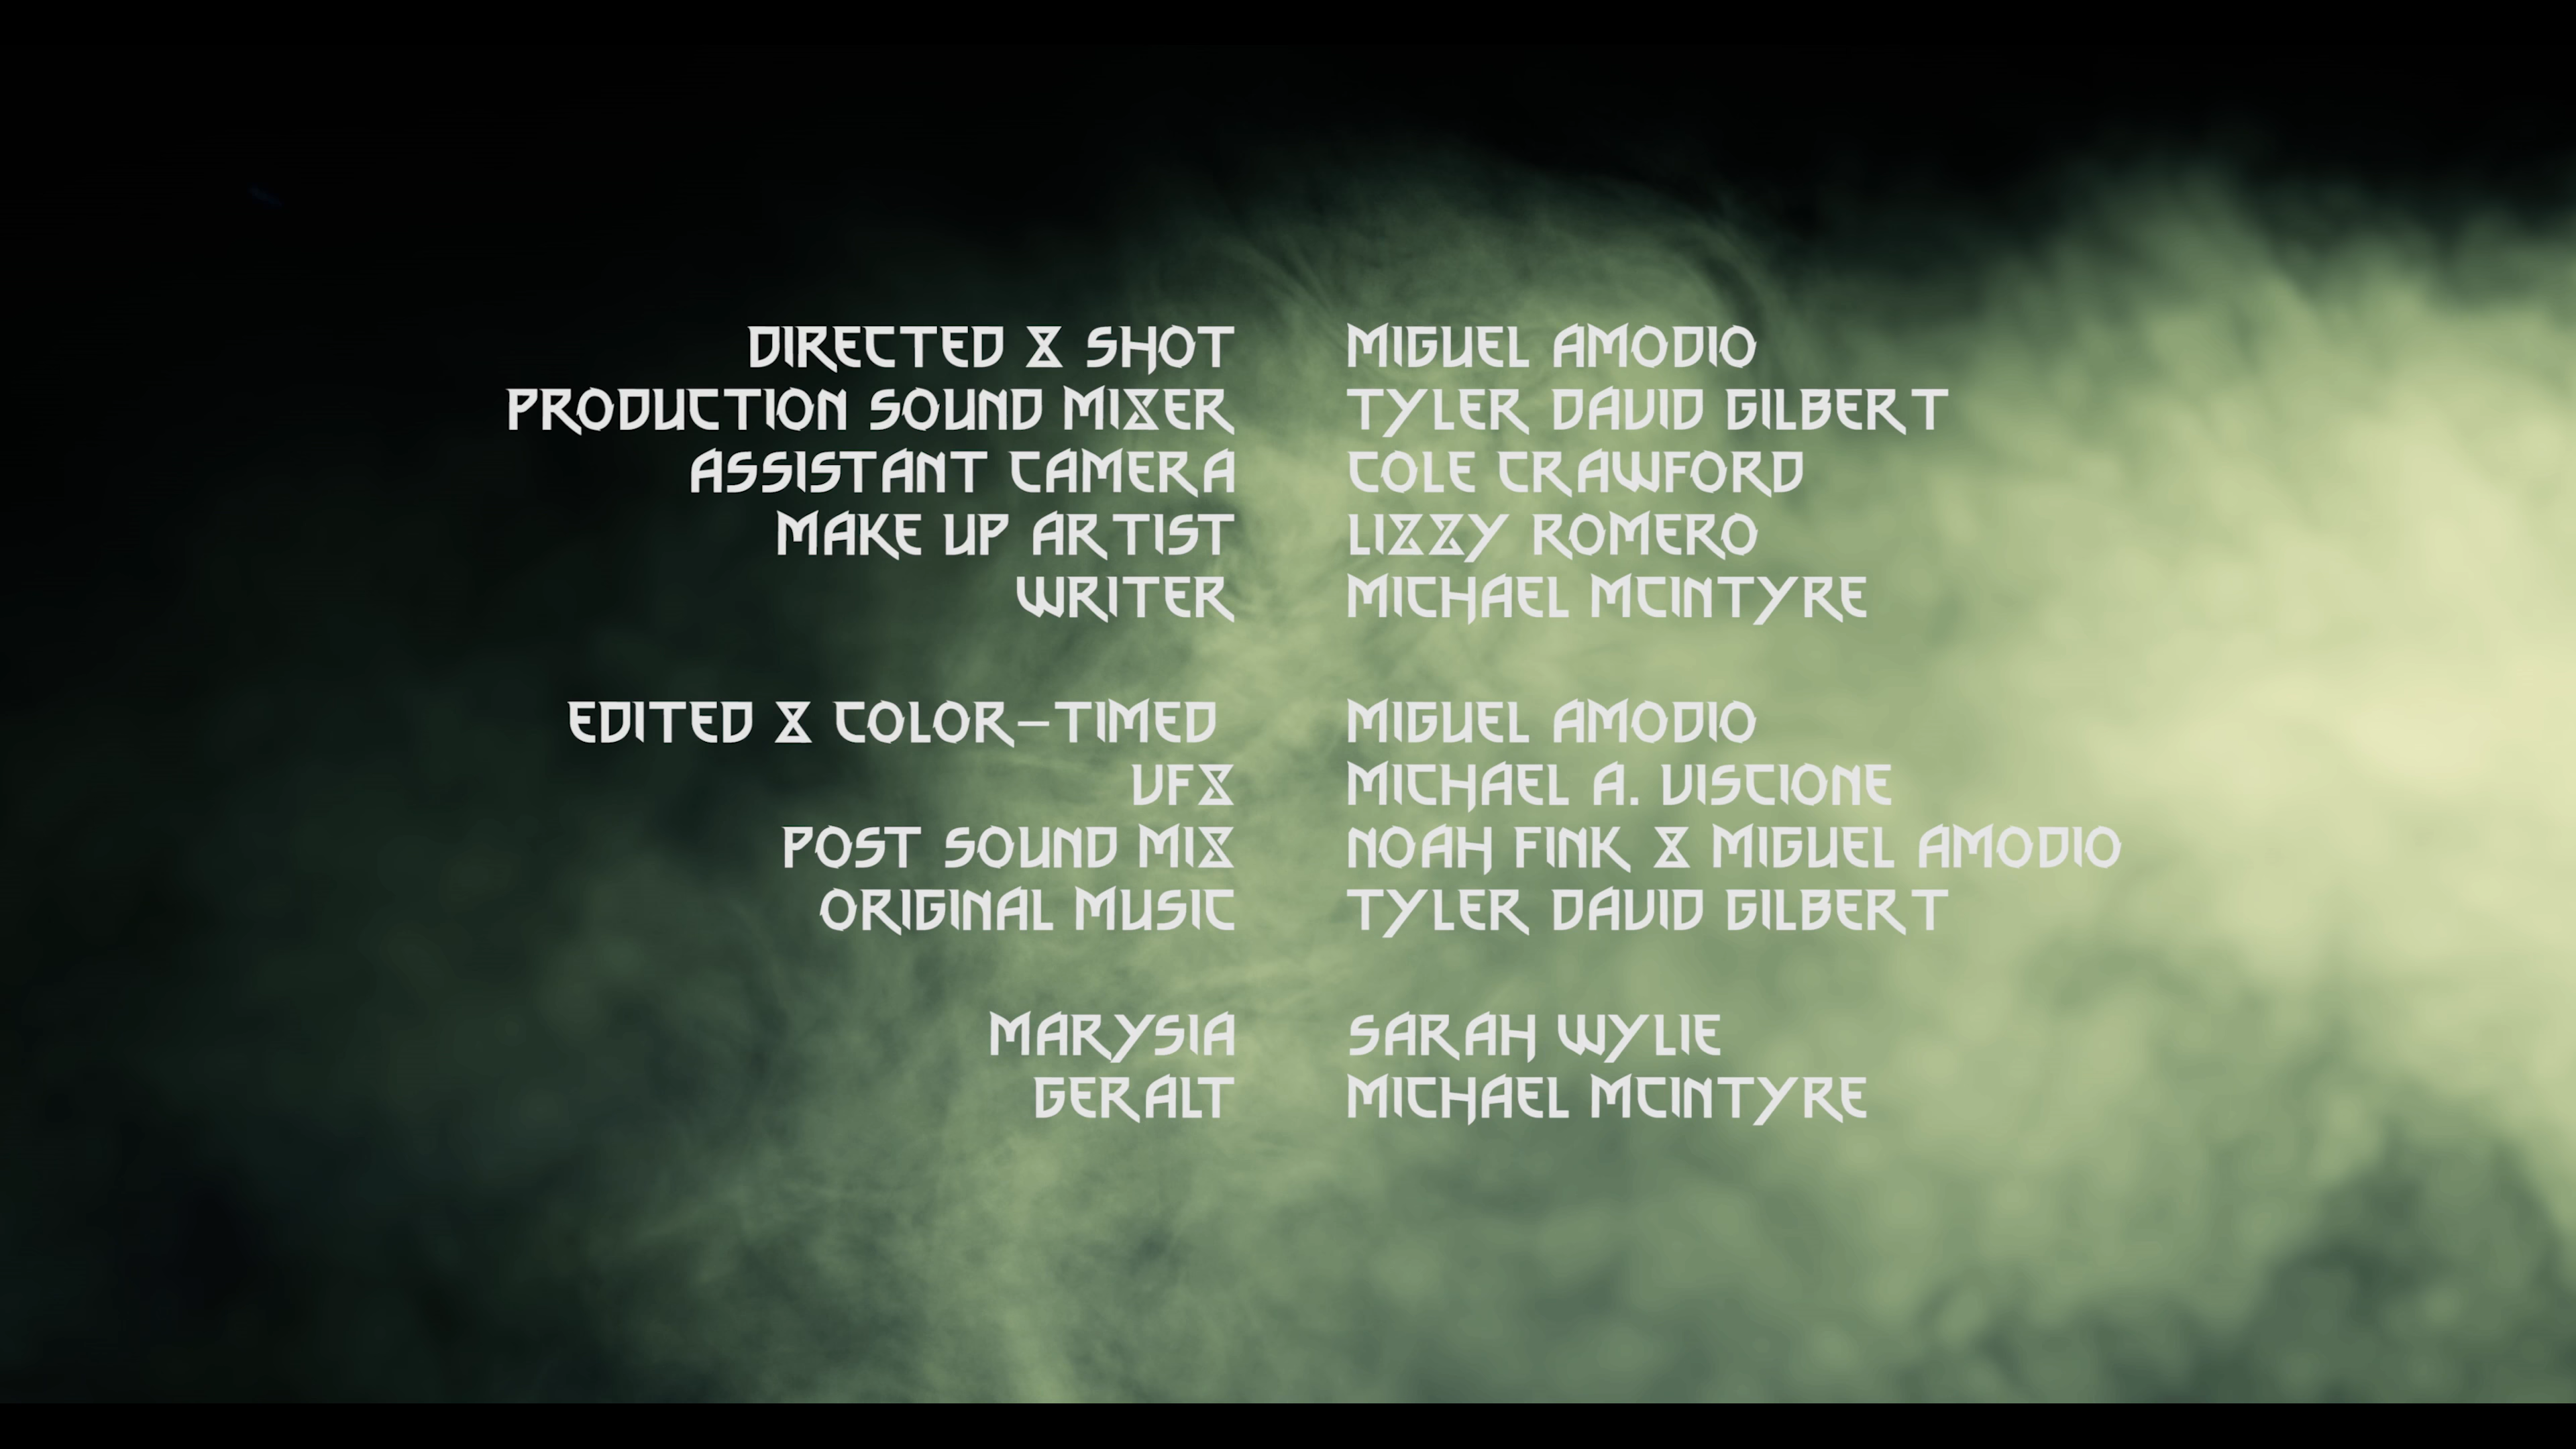 DIRECTED & SHOT MIGUEL AMODIO
PRODUCTION SOUND MIXER TYLER DAVID GILBERT
ASSISTANT CAMERA COLE CRAWFORD
MAKE UP ARTIST LIZZY ROMERO
WRITER MICHAEL MCINTYRE
EDITED & COLOR-TIMED MIGUEL AMODIO
VFX MICHAEL A. VISCIONE
POST SOUND MIX NOAH FINK & MIGUEL AMODIO
ORIGINAL MUSIC TYLER DAVID GILBERT
MARYSIA SARAH WYLIE
GERALT MICHAEL MCINTYRE